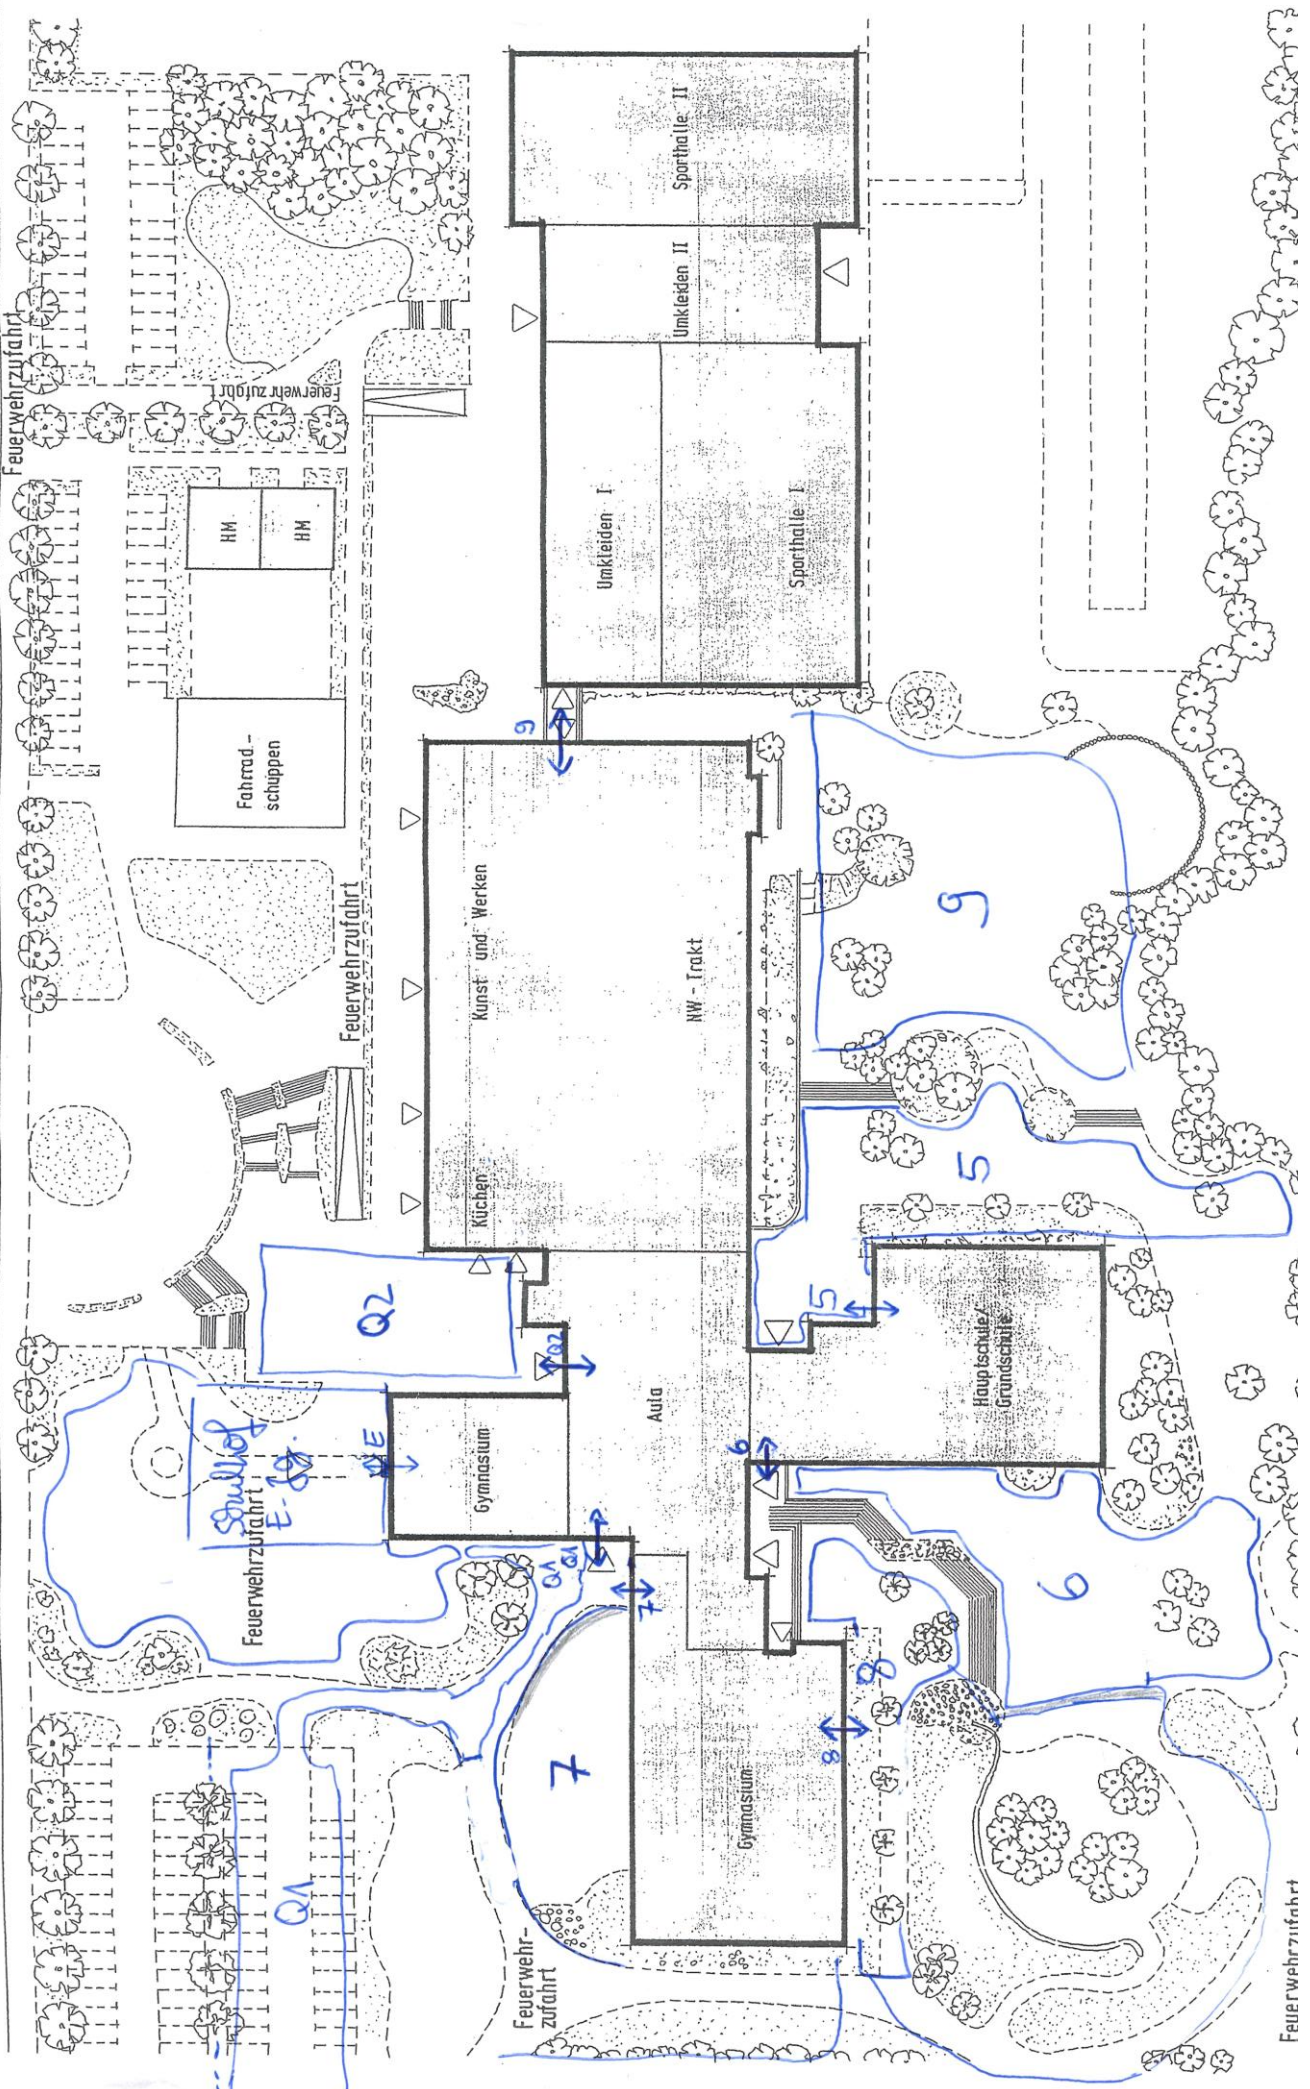 Feuerwehrzufahrt
Feuerwehrzufahrt
HM
HM
Fahrrad-
schuppen
Feuerwehrzufahrt
Sporthalle II
Umkleiden II
Umkleiden I
Sporthalle I
9
Kunst und Werken
NW - Trakt
Küchen
9
5
Q2
Q2
5
Hauptschule/
Grundschule
Aula
Schulhof
E-Jg.
Feuerwehrzufahrt
E
Gymnasium
6
Q1
Q1
7
6
8
8
7
Gymnasium
Q1
Feuerwehr-
zufahrt
Feuerwehrzufahrt